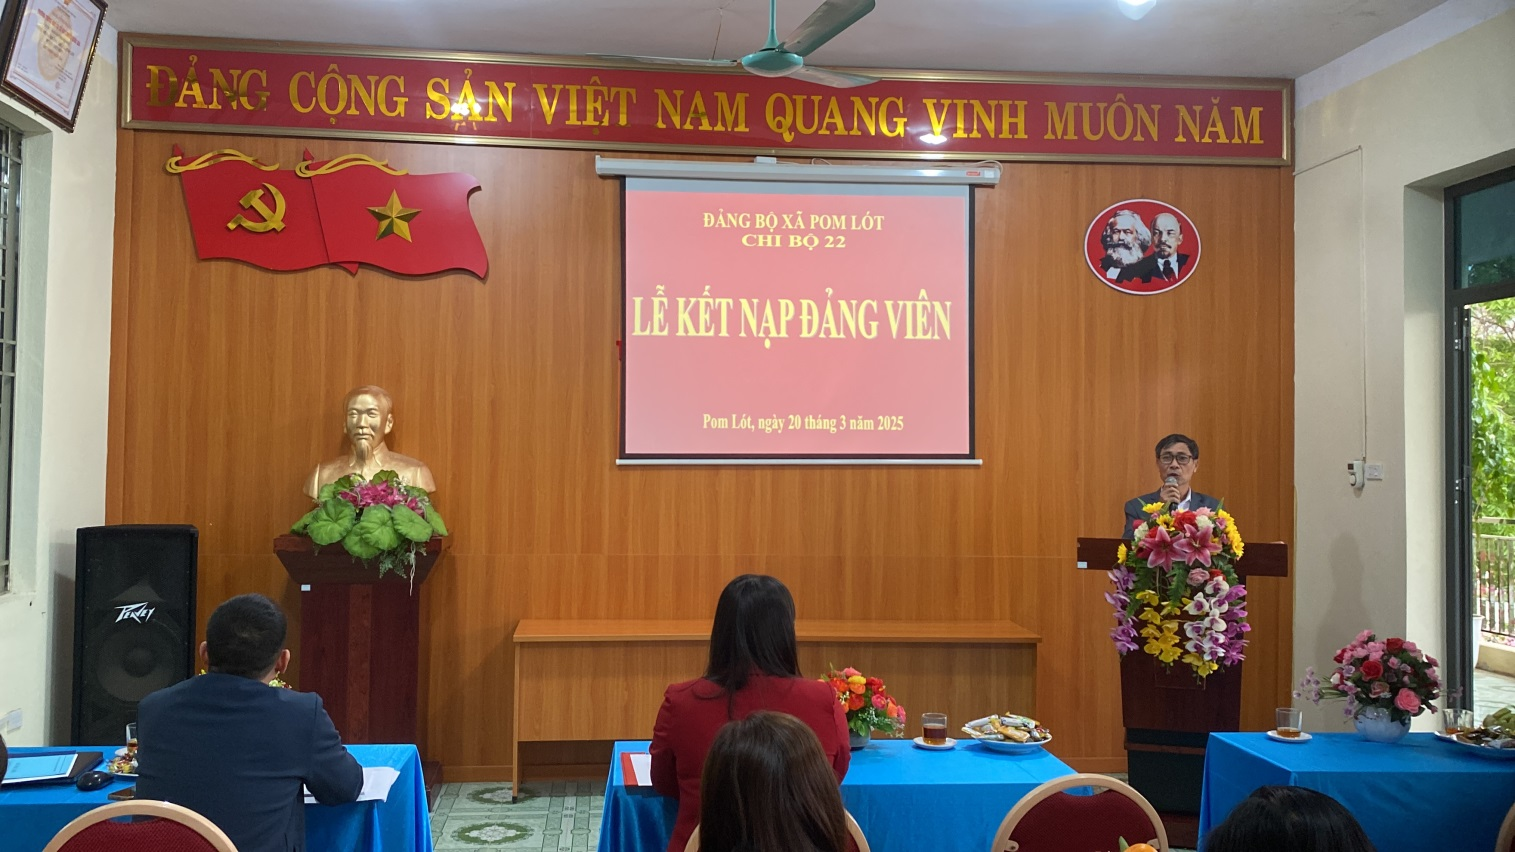 ĐẢNG CỘNG SẢN VIỆT NAM QUANG VINH MUÔN NĂM
ĐẢNG BỘ XÃ POM LÓT
CHI BỘ 22
LỄ KẾT NẠP ĐẢNG VIÊN
Pom Lót, ngày 20 tháng 3 năm 2025
PEAVEY